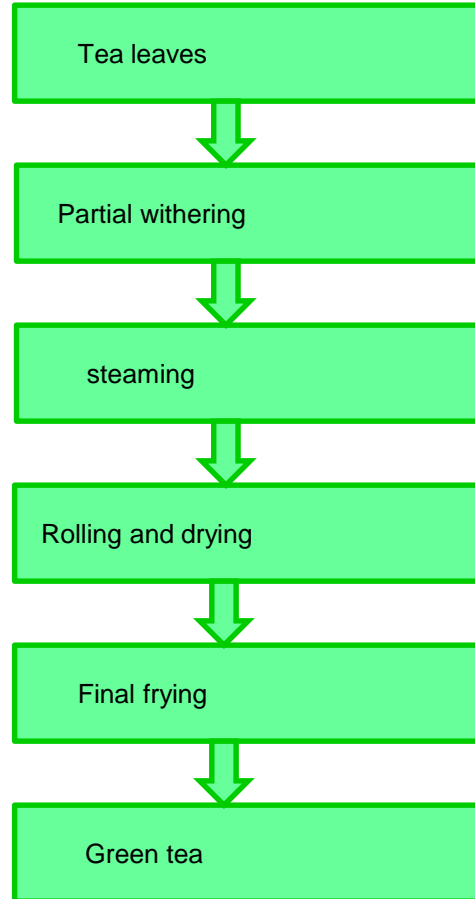 Tea leaves
Partial withering
steaming
Rolling and drying
Final frying
Green tea